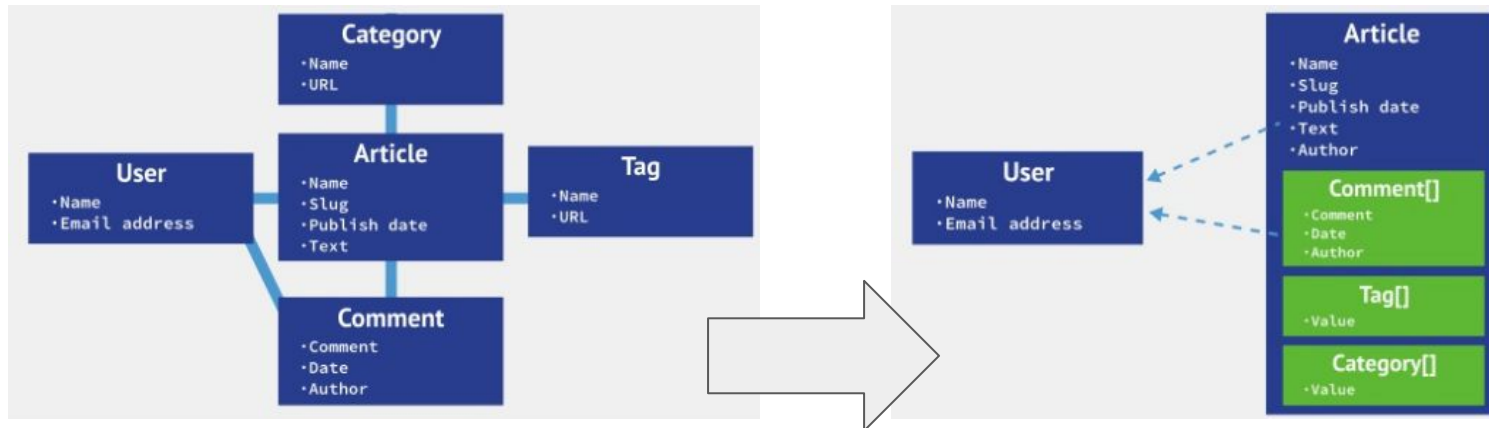 Category
·Name
·URL
User
·Name
·Email address
Article
·Name
·Slug
·Publish date
·Text
Tag
·Name
·URL
Comment
·Comment
·Date
·Author
User
·Name
·Email address
Article
·Name
·Slug
·Publish date
·Text
·Author
Comment[]
·Comment
·Date
·Author
Tag[]
·Value
Category[]
·Value